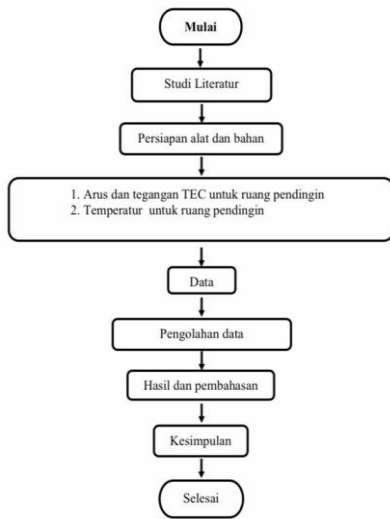 Mulai
Studi Literatur
Persiapan alat dan bahan
1. Arus dan tegangan TEC untuk ruang pendingin
2. Temperatur untuk ruang pendingin
Data
Pengolahan data
Hasil dan pembahasan
Kesimpulan
Selesai